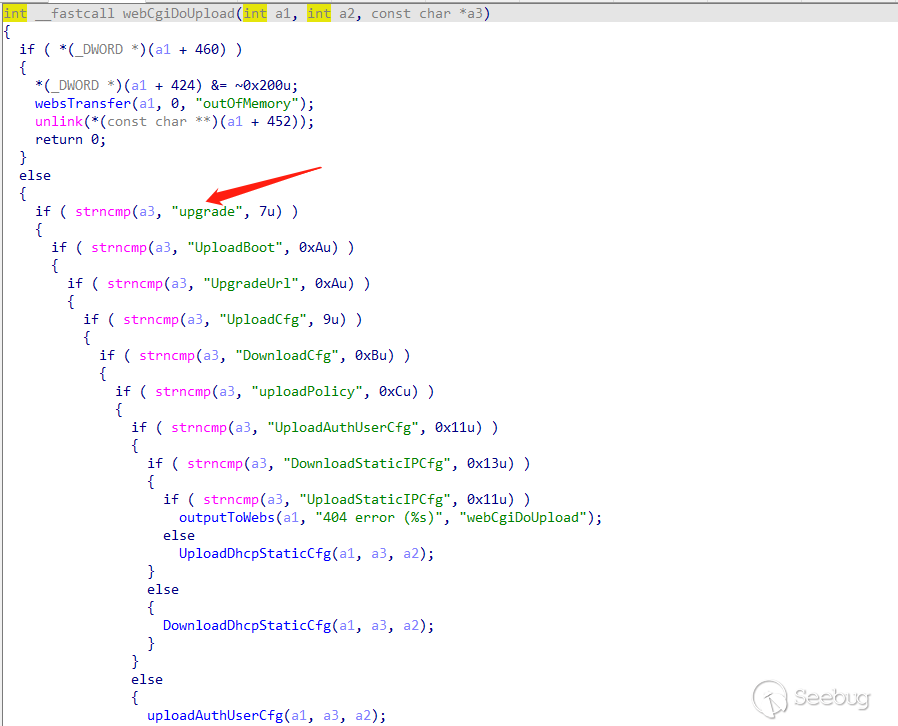 int __fastcall webCgiDoUpload(int a1, int a2, const char *a3)
{
  if ( *(_DWORD *)(a1 + 460) )
  {
    *(_DWORD *)(a1 + 424) &= ~0x200u;
    websTransfer(a1, 0, "outOfMemory");
    unlink(*(const char **)(a1 + 452));
    return 0;
  }
  else
  {
    if ( strncmp(a3, "upgrade", 7u) )
    {
      if ( strncmp(a3, "UploadBoot", 0xAu) )
      {
        if ( strncmp(a3, "UpgradeUrl", 0xAu) )
        {
          if ( strncmp(a3, "UploadCfg", 9u) )
          {
            if ( strncmp(a3, "DownloadCfg", 0xBu) )
            {
              if ( strncmp(a3, "uploadPolicy", 0xCu) )
              {
                if ( strncmp(a3, "UploadAuthUserCfg", 0x11u) )
                {
                  if ( strncmp(a3, "DownloadStaticIPCfg", 0x13u) )
                  {
                    if ( strncmp(a3, "UploadStaticIPCfg", 0x11u) )
                      outputToWebs(a1, "404 error (%s)", "webCgiDoUpload");
                    else
                      UploadDhcpStaticCfg(a1, a3, a2);
                  }
                  else
                  {
                    DownloadDhcpStaticCfg(a1, a3, a2);
                  }
                }
                else
                {
                  uploadAuthUserCfg(a1, a3, a2);
Seebug